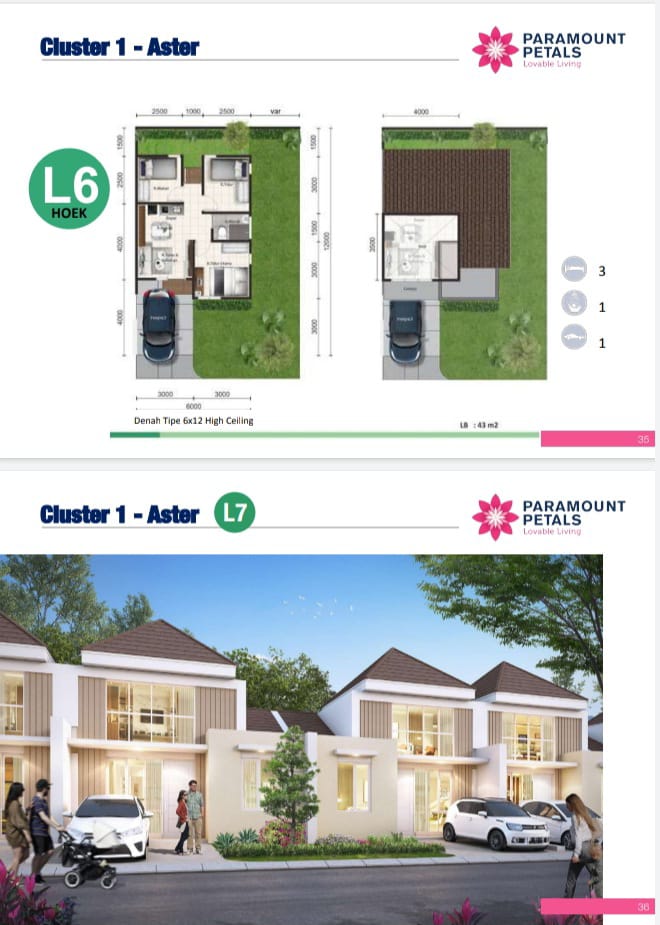 Cluster 1 - Aster
PARAMOUNT
PETALS
Lovable Living
L6
HOEK
2500 1000 2500 var
4000
1500
2500
4000
4000
1500
3000
1500
3000
3000
12000
3500
3
1
1
3000 3000
6000
Denah Tipe 6x12 High Ceiling
LB : 43 m2
35
Cluster 1 - Aster L7
PARAMOUNT
PETALS
Lovable Living
36